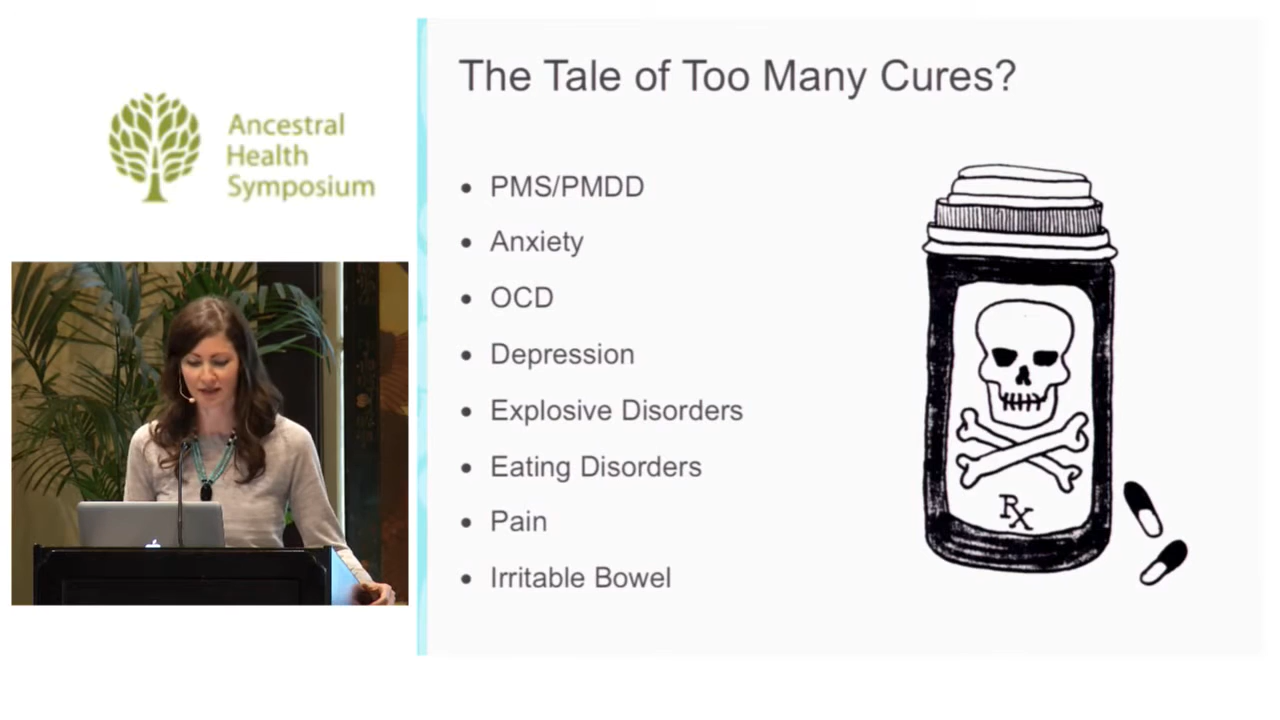 Ancestral
Health
Symposium
The Tale of Too Many Cures?
• PMS/PMDD
• Anxiety
• OCD
• Depression
• Explosive Disorders
• Eating Disorders
• Pain
• Irritable Bowel
Rx